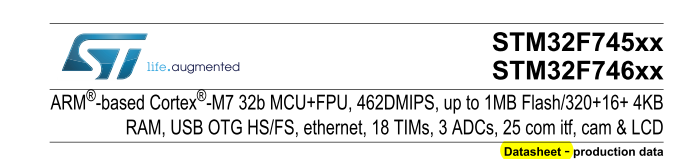 STM32F745xx
STM32F746xx
life.augmented
ARM®-based Cortex®-M7 32b MCU+FPU, 462DMIPS, up to 1MB Flash/320+16+ 4KB
RAM, USB OTG HS/FS, ethernet, 18 TIMs, 3 ADCs, 25 com itf, cam & LCD
Datasheet - production data